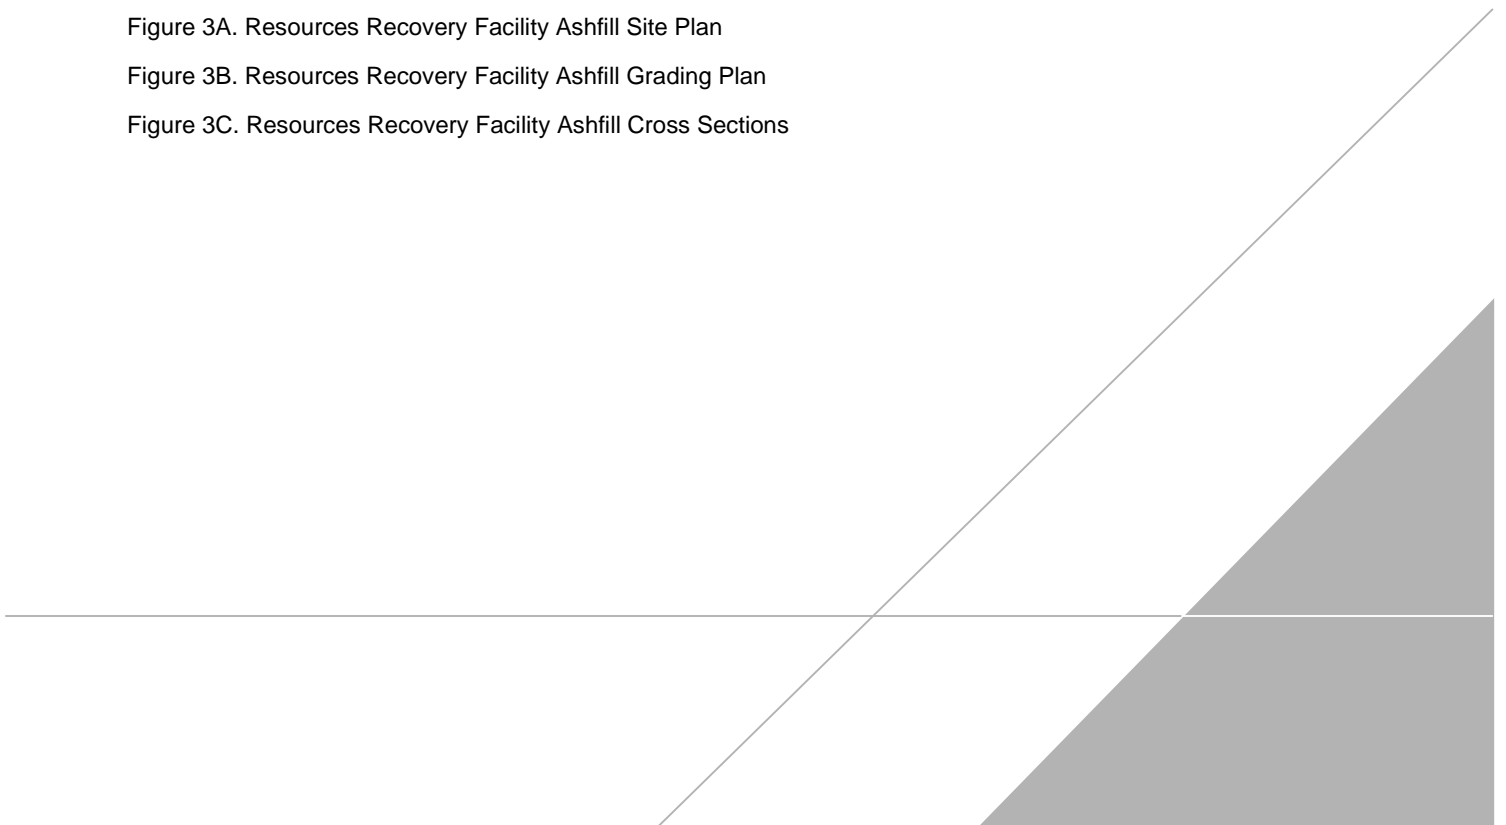 Figure 3A. Resources Recovery Facility Ashfill Site Plan
Figure 3B. Resources Recovery Facility Ashfill Grading Plan
Figure 3C. Resources Recovery Facility Ashfill Cross Sections